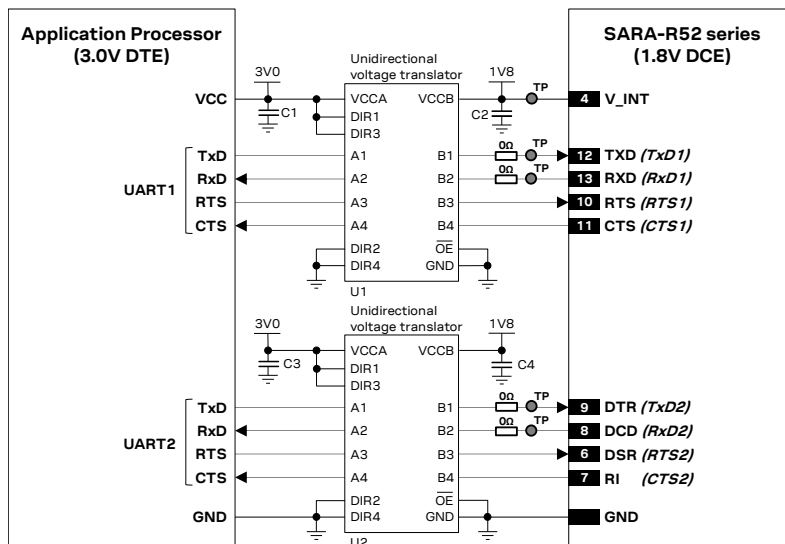 Application Processor
(3.0V DTE)
SARA-R52 series
(1.8V DCE)
Unidirectional
voltage translator
3V0
1V8
TP
VCC
C1
VCCA
VCCB
C2
4
V_INT
DIR1
DIR3
UART1
TxD
A1
B1
0Ω
TP
12
TXD (TxD1)
RxD
A2
B2
0Ω
TP
13
RXD (RxD1)
RTS
A3
B3
10
RTS (RTS1)
CTS
A4
B4
11
CTS (CTS1)
DIR2
OE
DIR4
GND
U1
Unidirectional
voltage translator
3V0
1V8
C3
VCCA
VCCB
C4
DIR1
DIR3
UART2
TxD
A1
B1
0Ω
TP
9
DTR (TxD2)
RxD
A2
B2
0Ω
TP
8
DCD (RxD2)
RTS
A3
B3
6
DSR (RTS2)
CTS
A4
B4
7
RI (CTS2)
DIR2
OE
GND
DIR4
GND
GND
U2